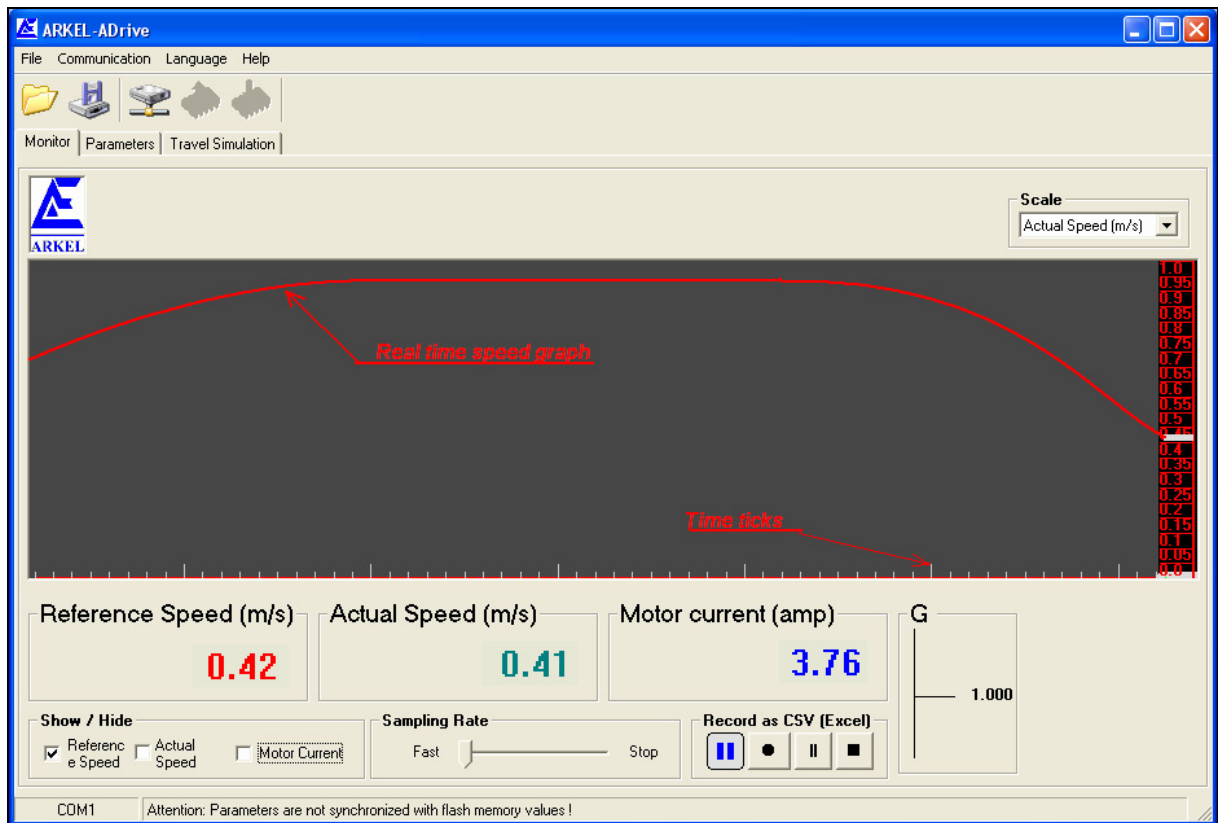 ARKEL-ADrive
File Communication Language Help
Monitor Parameters Travel Simulation
ARKEL
Scale
Actual Speed (m/s)
1.0
0.95
0.9
0.85
0.8
0.75
0.7
0.65
0.6
0.55
0.5
0.45
0.4
0.35
0.3
0.25
0.2
0.15
0.1
0.05
0.0
Real time speed graph
Time ticks
Reference Speed (m/s)
0.42
Actual Speed (m/s)
0.41
Motor current (amp)
3.76
G
1.000
Show / Hide
Referenc
e Speed
Actual
Speed
Motor Current
Sampling Rate
Fast Stop
Record as CSV (Excel)
COM1 Attention: Parameters are not synchronized with flash memory values !